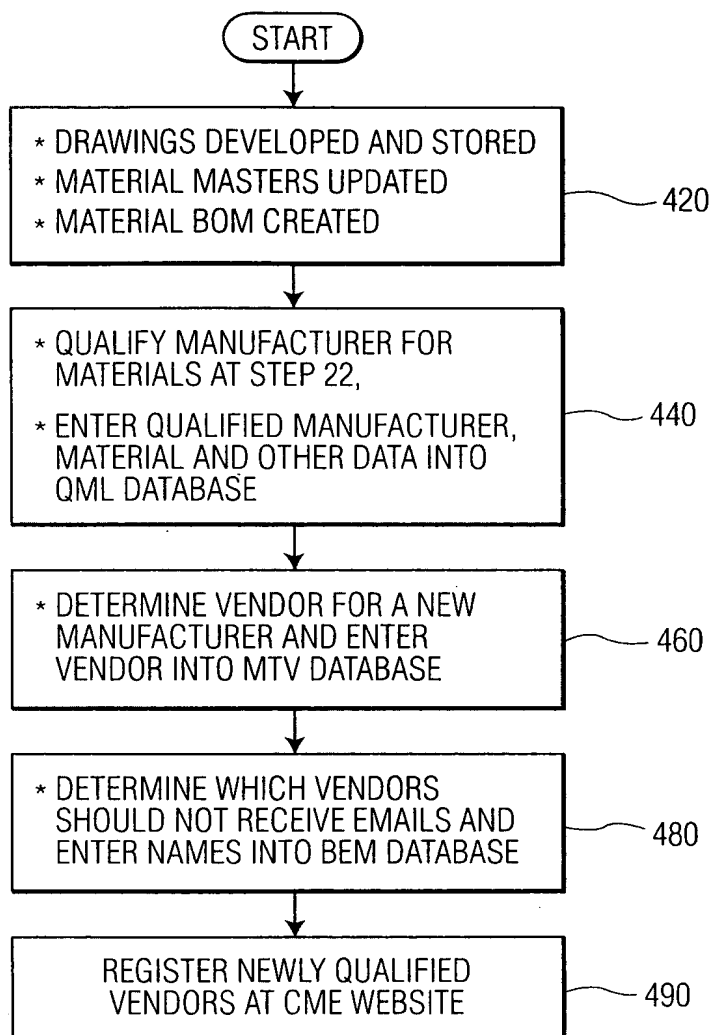 START
* DRAWINGS DEVELOPED AND STORED
* MATERIAL MASTERS UPDATED
* MATERIAL BOM CREATED
420
* QUALIFY MANUFACTURER FOR
MATERIALS AT STEP 22,
* ENTER QUALIFIED MANUFACTURER,
MATERIAL AND OTHER DATA INTO
QML DATABASE
440
* DETERMINE VENDOR FOR A NEW
MANUFACTURER AND ENTER
VENDOR INTO MTV DATABASE
460
* DETERMINE WHICH VENDORS
SHOULD NOT RECEIVE EMAILS AND
ENTER NAMES INTO BEM DATABASE
480
REGISTER NEWLY QUALIFIED
VENDORS AT CME WEBSITE
490